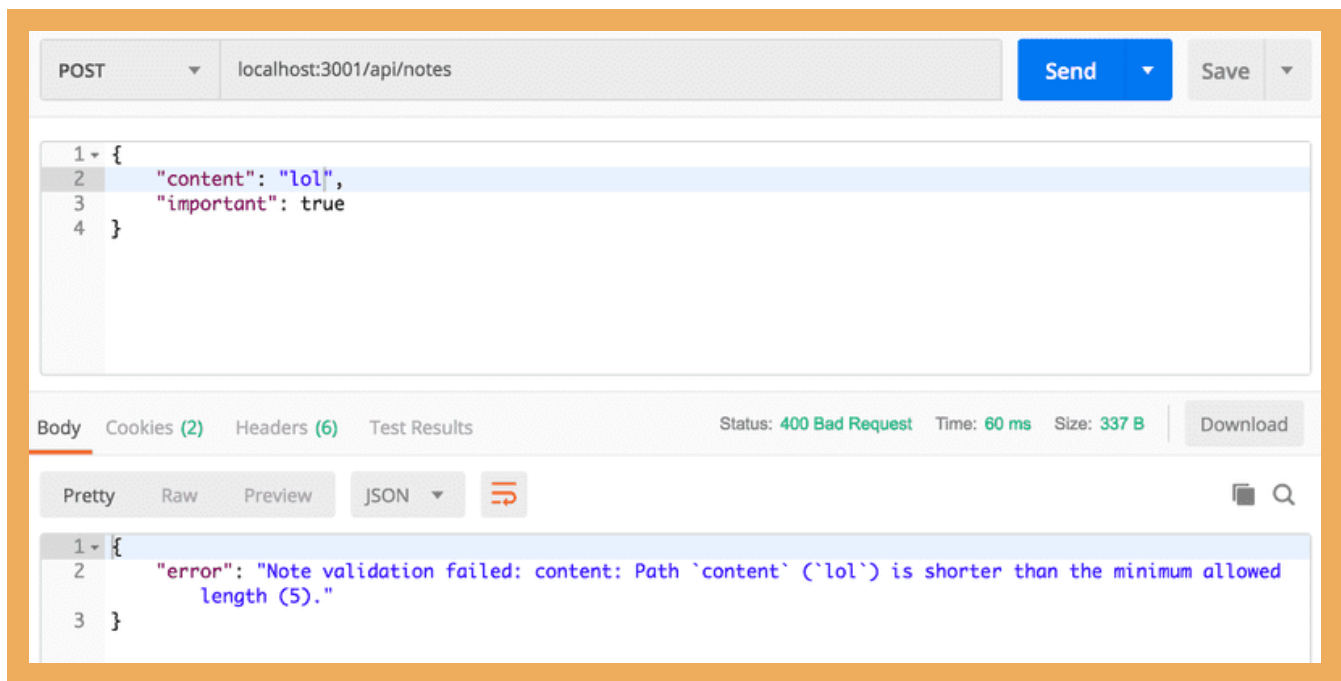 POST localhost:3001/api/notes Send Save
1 {
2 "content": "lol",
3 "important": true
4 }
Body Cookies (2) Headers (6) Test Results Status: 400 Bad Request Time: 60 ms Size: 337 B Download
Pretty Raw Preview JSON
1 {
2 "error": "Note validation failed: content: Path `content` (`lol`) is shorter than the minimum allowed
length (5)."
3 }